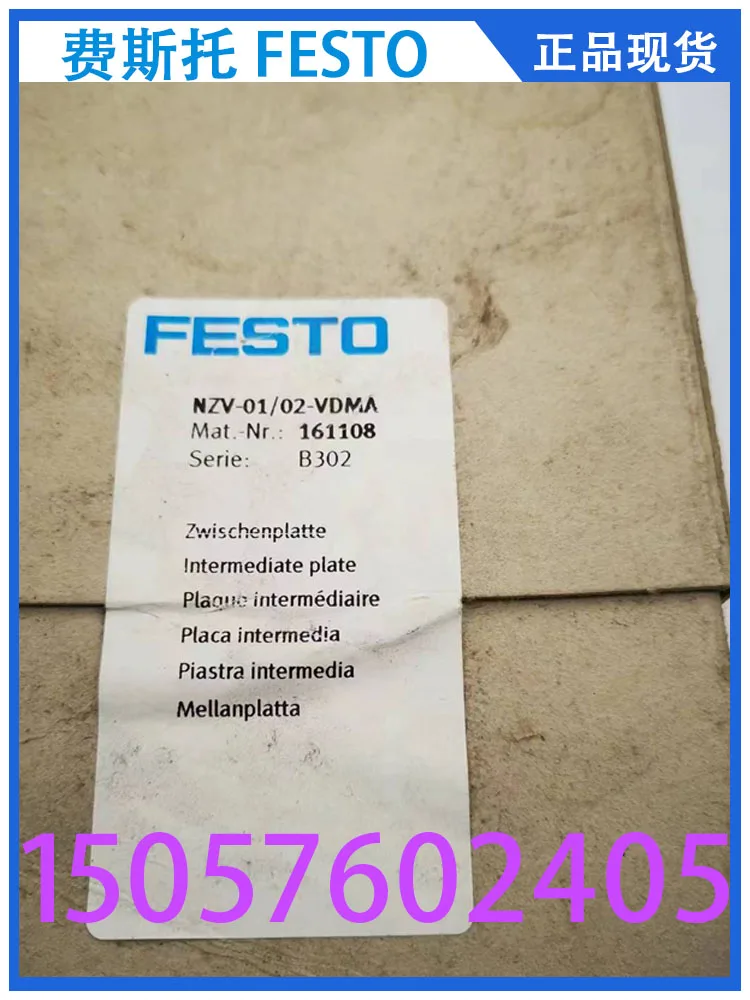 费斯托 FESTO
正品现货
FESTO
NZV-01/02-VDMA
Mat.-Nr.: 161108
Serie: B302
Zwischenplatte
Intermediate plate
Plaque intermédiaire
Placa intermedia
Piastra intermedia
Mellanplatta
15057602405